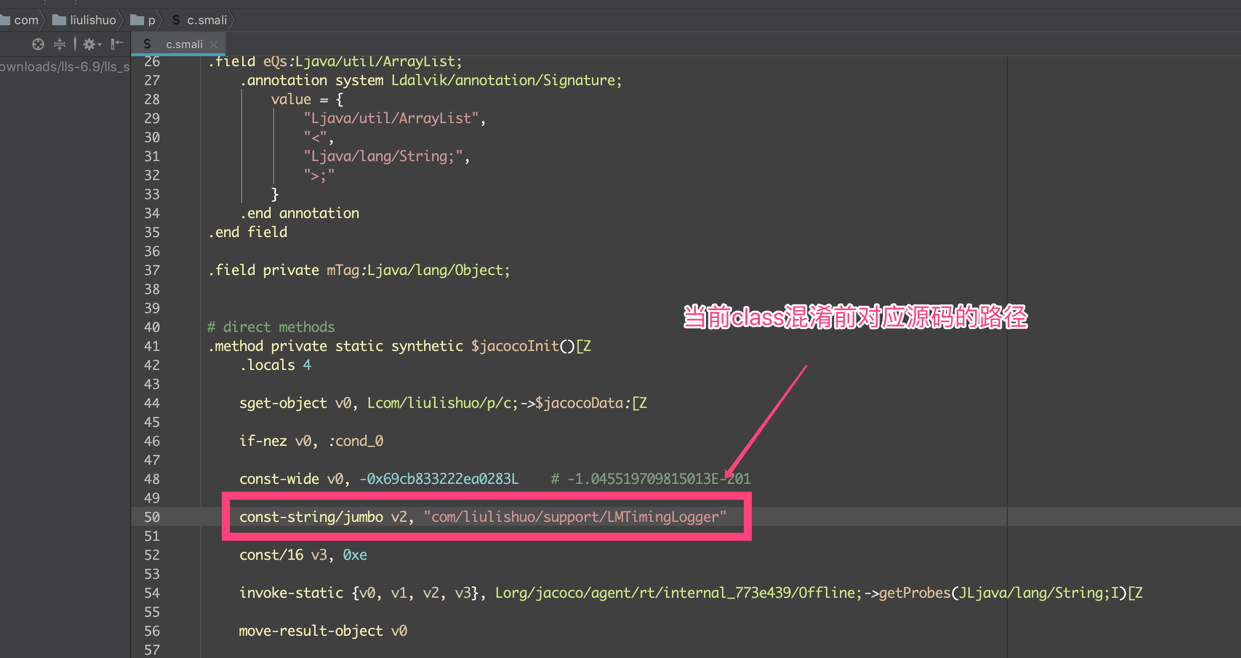 com liulishuo p c.smali
c.smali
ownloads/lls-6.9/lls_s
26 .field eQs:Ljava/util/ArrayList;
27 .annotation system Ldalvik/annotation/Signature;
28 value = {
29 "Ljava/util/ArrayList",
30 "<",
31 "Ljava/lang/String;",
32 ">;"
33 }
34 .end annotation
35 .end field
36
37 .field private mTag:Ljava/lang/Object;
38
39
当前class混淆前对应源码的路径
40 # direct methods
41 .method private static synthetic $jacocoInit()[Z
42 .locals 4
43
44 sget-object v0, Lcom/liulishuo/p/c;->$jacocoData:[Z
45
46 if-nez v0, :cond_0
47
48 const-wide v0, -0x69cb833222ea0283L # -1.045519709815013E-201
49
50 const-string/jumbo v2, "com/liulishuo/support/LMTimingLogger"
51
52 const/16 v3, 0xe
53
54 invoke-static {v0, v1, v2, v3}, Lorg/jacoco/agent/rt/internal_773e439/Offline;->getProbes(JLjava/lang/String;I)[Z
55
56 move-result-object v0
57